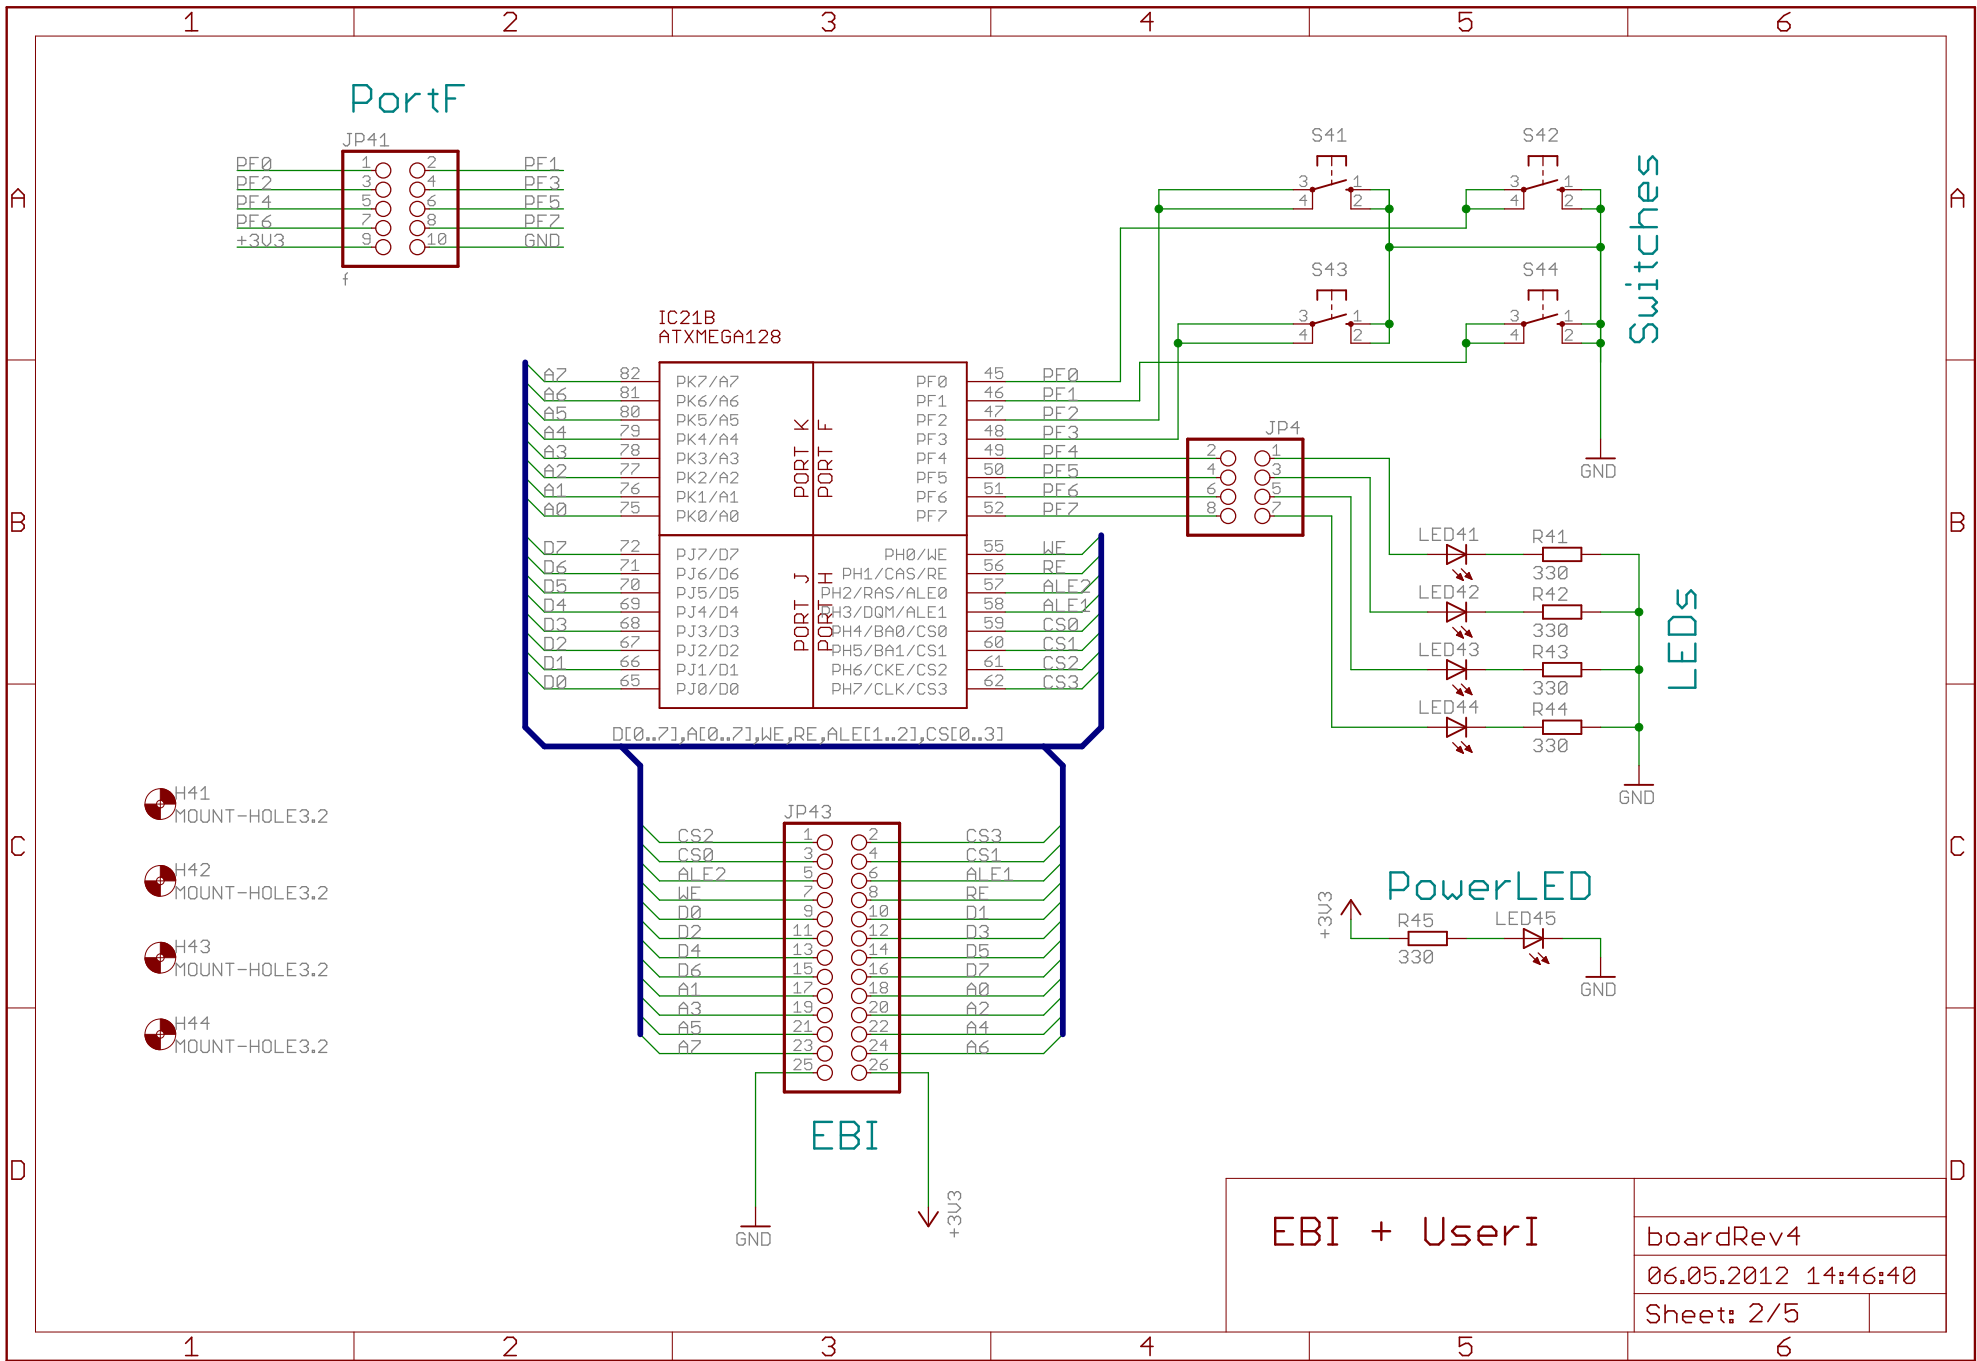 1 2 3 4 5 6
A A
B B
C C
D D
1 2 3 4 5 6
PortF
JP41
PF0 1 2 PF1
PF2 3 4 PF3
PF4 5 6 PF5
PF6 7 8 PF7
+3V3 9 10 GND
f
S41 S42
3 1 3 1
4 2 4 2
S43 S44
3 1 3 1
4 2 4 2
Switches
GND
IC21B
ATXMEGA128
A7 82 PK7/A7 PF0 45 PF0
A6 81 PK6/A6 PF1 46 PF1
A5 80 PK5/A5 PF2 47 PF2
A4 79 PK4/A4 PF3 48 PF3
A3 78 PK3/A3 PF4 49 PF4
A2 77 PK2/A2 PF5 50 PF5
A1 76 PK1/A1 PF6 51 PF6
A0 75 PK0/A0 PF7 52 PF7
PORT K
PORT F
D7 72 PJ7/D7 PH0/WE 55 WE
D6 71 PJ6/D6 PH1/CAS/RE 56 RE
D5 70 PJ5/D5 PH2/RAS/ALE0 57 ALE2
D4 69 PJ4/D4 PH3/DQM/ALE1 58 ALE1
D3 68 PJ3/D3 PH4/BA0/CS0 59 CS0
D2 67 PJ2/D2 PH5/BA1/CS1 60 CS1
D1 66 PJ1/D1 PH6/CKE/CS2 61 CS2
D0 65 PJ0/D0 PH7/CLK/CS3 62 CS3
PORT J
PORT H
D[0..7],A[0..7],WE,RE,ALE[1..2],CS[0..3]
JP4
2 1
4 3
6 5
8 7
LED41 R41
330
LED42 R42
330
LED43 R43
330
LED44 R44
330
LEDs
GND
H41
MOUNT-HOLE3.2
H42
MOUNT-HOLE3.2
H43
MOUNT-HOLE3.2
H44
MOUNT-HOLE3.2
JP43
CS2 1 2 CS3
CS0 3 4 CS1
ALE2 5 6 ALE1
WE 7 8 RE
D0 9 10 D1
D2 11 12 D3
D4 13 14 D5
D6 15 16 D7
A1 17 18 A0
A3 19 20 A2
A5 21 22 A4
A7 23 24 A6
25 26
EBI
GND
+3V3
PowerLED
+3V3
R45 LED45
330
GND
EBI + UserI
boardRev4
06.05.2012 14:46:40
Sheet: 2/5